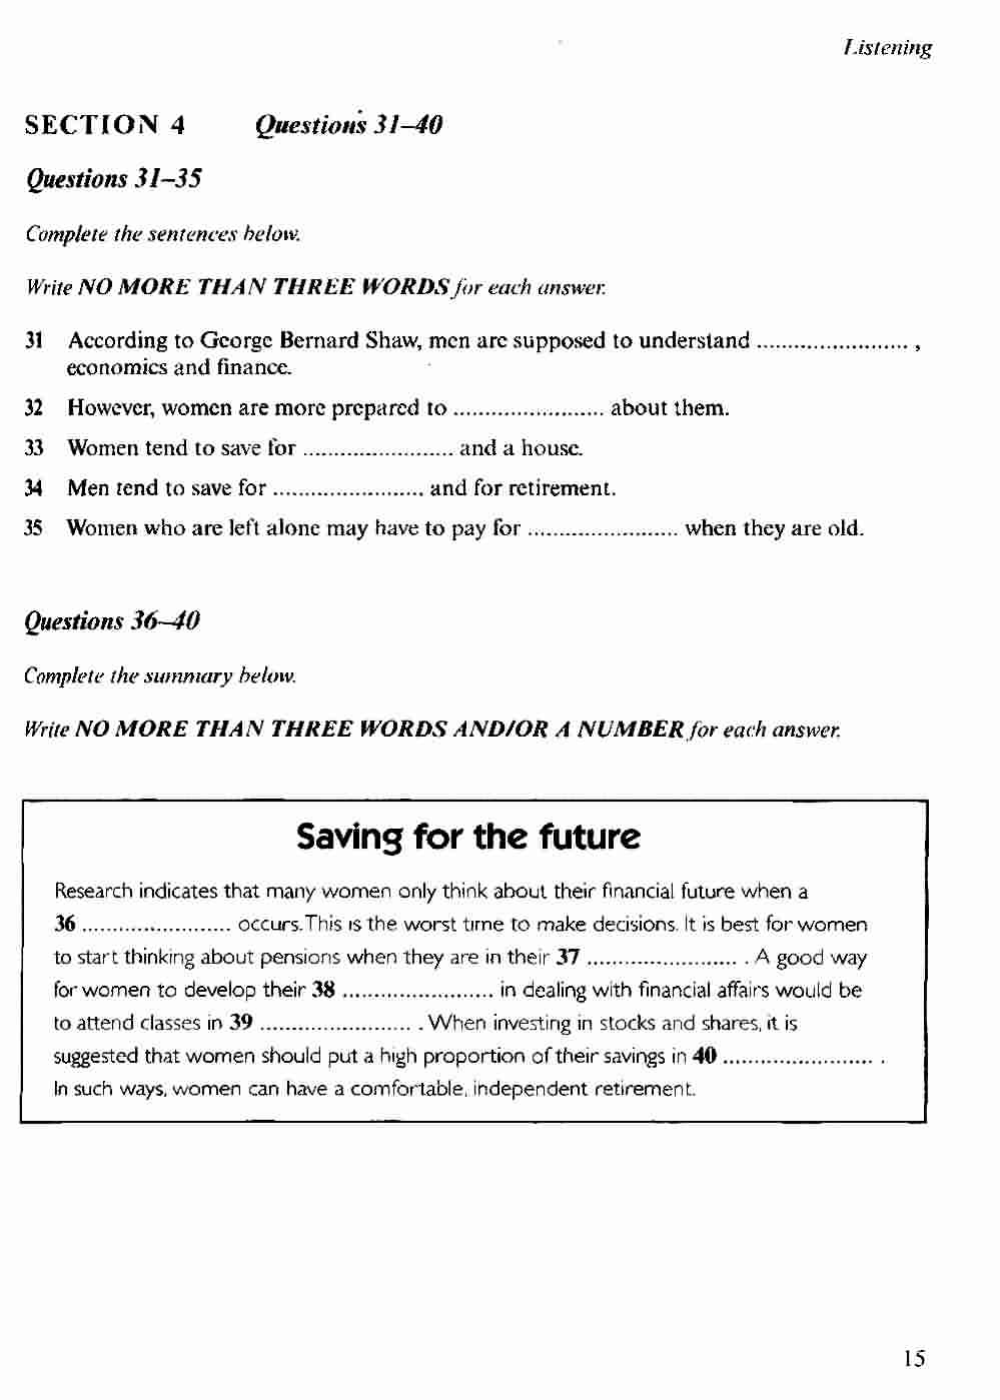 Listening
SECTION 4 Questions 31–40
Questions 31–35
Complete the sentences below.
Write NO MORE THAN THREE WORDS for each answer.
31 According to George Bernard Shaw, men are supposed to understand ........................ ,
economics and finance.
32 However, women are more prepared to ........................ about them.
33 Women tend to save for ........................ and a house.
34 Men tend to save for ........................ and for retirement.
35 Women who are left alone may have to pay for ........................ when they are old.
Questions 36–40
Complete the summary below.
Write NO MORE THAN THREE WORDS AND/OR A NUMBER for each answer.
Saving for the future
Research indicates that many women only think about their financial future when a
36 ........................ occurs. This is the worst time to make decisions. It is best for women
to start thinking about pensions when they are in their 37 ........................ . A good way
for women to develop their 38 ........................ in dealing with financial affairs would be
to attend classes in 39 ........................ . When investing in stocks and shares, it is
suggested that women should put a high proportion of their savings in 40 ........................ .
In such ways, women can have a comfortable, independent retirement.
15